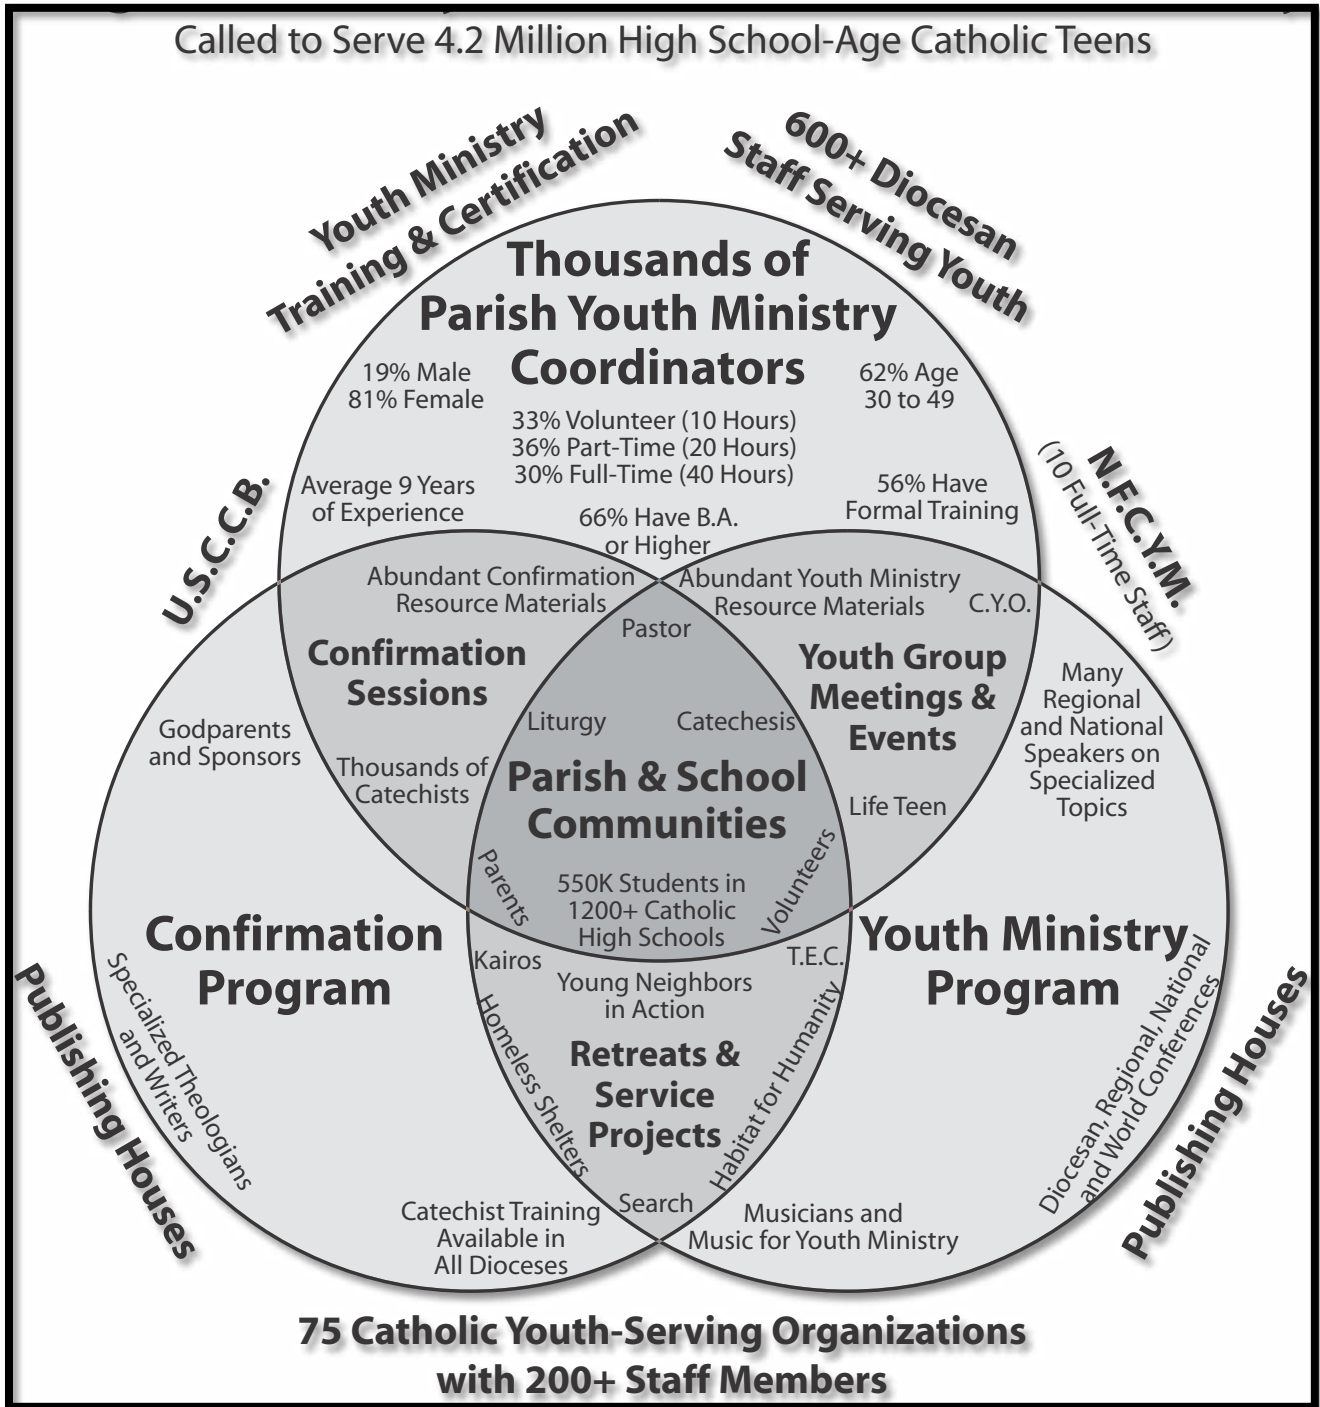 Called to Serve 4.2 Million High School-Age Catholic Teens
Youth Ministry
Training & Certification
600+ Diocesan
Staff Serving Youth
Thousands of
Parish Youth Ministry
Coordinators
19% Male
81% Female
62% Age
30 to 49
33% Volunteer (10 Hours)
36% Part-Time (20 Hours)
30% Full-Time (40 Hours)
Average 9 Years
of Experience
56% Have
Formal Training
66% Have B.A.
or Higher
U.S.C.C.B.
N.F.C.Y.M.
(10 Full-Time Staff)
Abundant Confirmation
Resource Materials
Abundant Youth Ministry
Resource Materials
C.Y.O.
Pastor
Confirmation
Sessions
Youth Group
Meetings &
Events
Many
Regional
and National
Speakers on
Specialized
Topics
Godparents
and Sponsors
Liturgy
Catechesis
Thousands of
Catechists
Parish & School
Communities
Life Teen
Parents
550K Students in
1200+ Catholic
High Schools
Volunteers
Confirmation
Program
Youth Ministry
Program
Kairos
T.E.C.
Young Neighbors
in Action
Homeless Shelters
Retreats &
Service
Projects
Habitat for Humanity
Search
Specialized Theologians
and Writers
Diocesan, Regional, National
and World Conferences
Publishing Houses
Publishing Houses
Catechist Training
Available in
All Dioceses
Musicians and
Music for Youth Ministry
75 Catholic Youth-Serving Organizations
with 200+ Staff Members